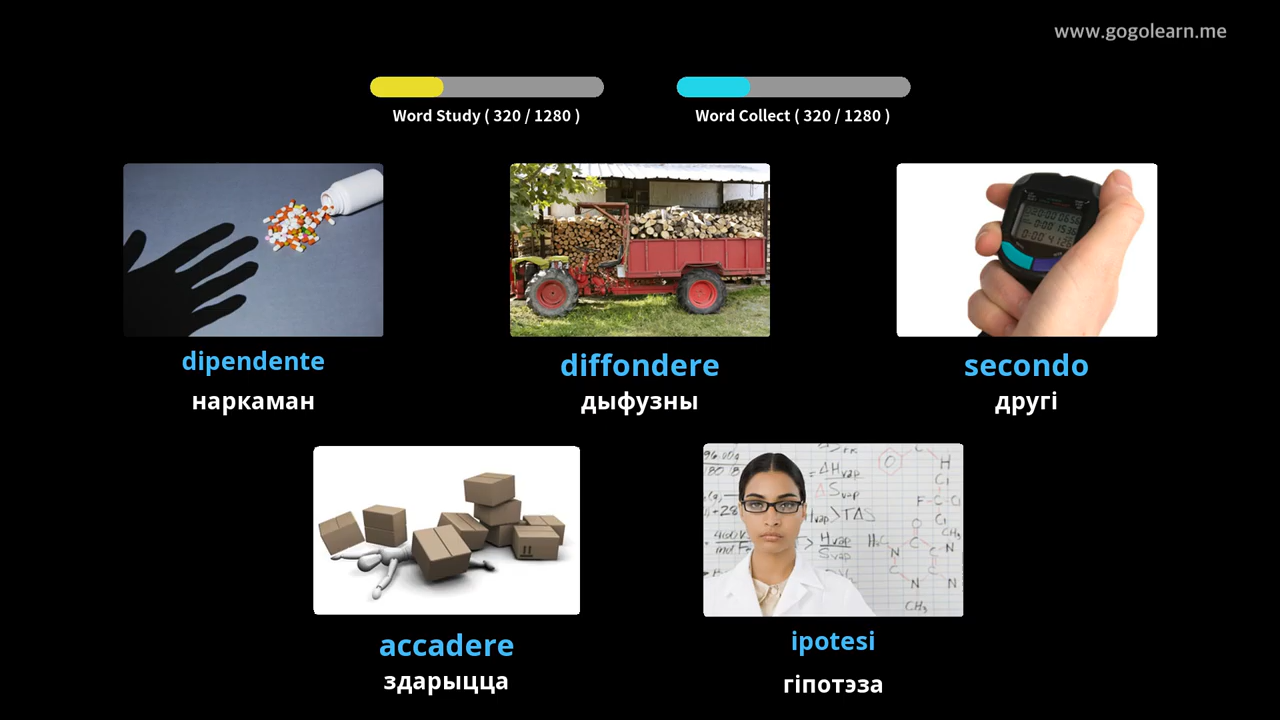 www.gogolearn.me
Word Study ( 320 / 1280 )
Word Collect ( 320 / 1280 )
dipendente
наркаман
diffondere
дыфузны
secondo
другі
accadere
здарыцца
ipotesi
гіпотэза